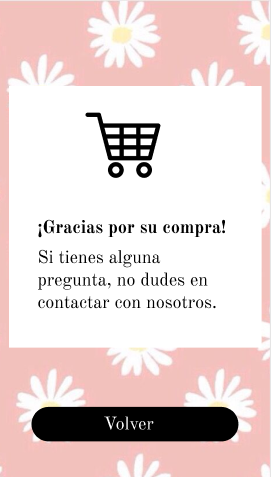 ¡Gracias por su compra!
Si tienes alguna
pregunta, no dudes en
contactar con nosotros.
Volver